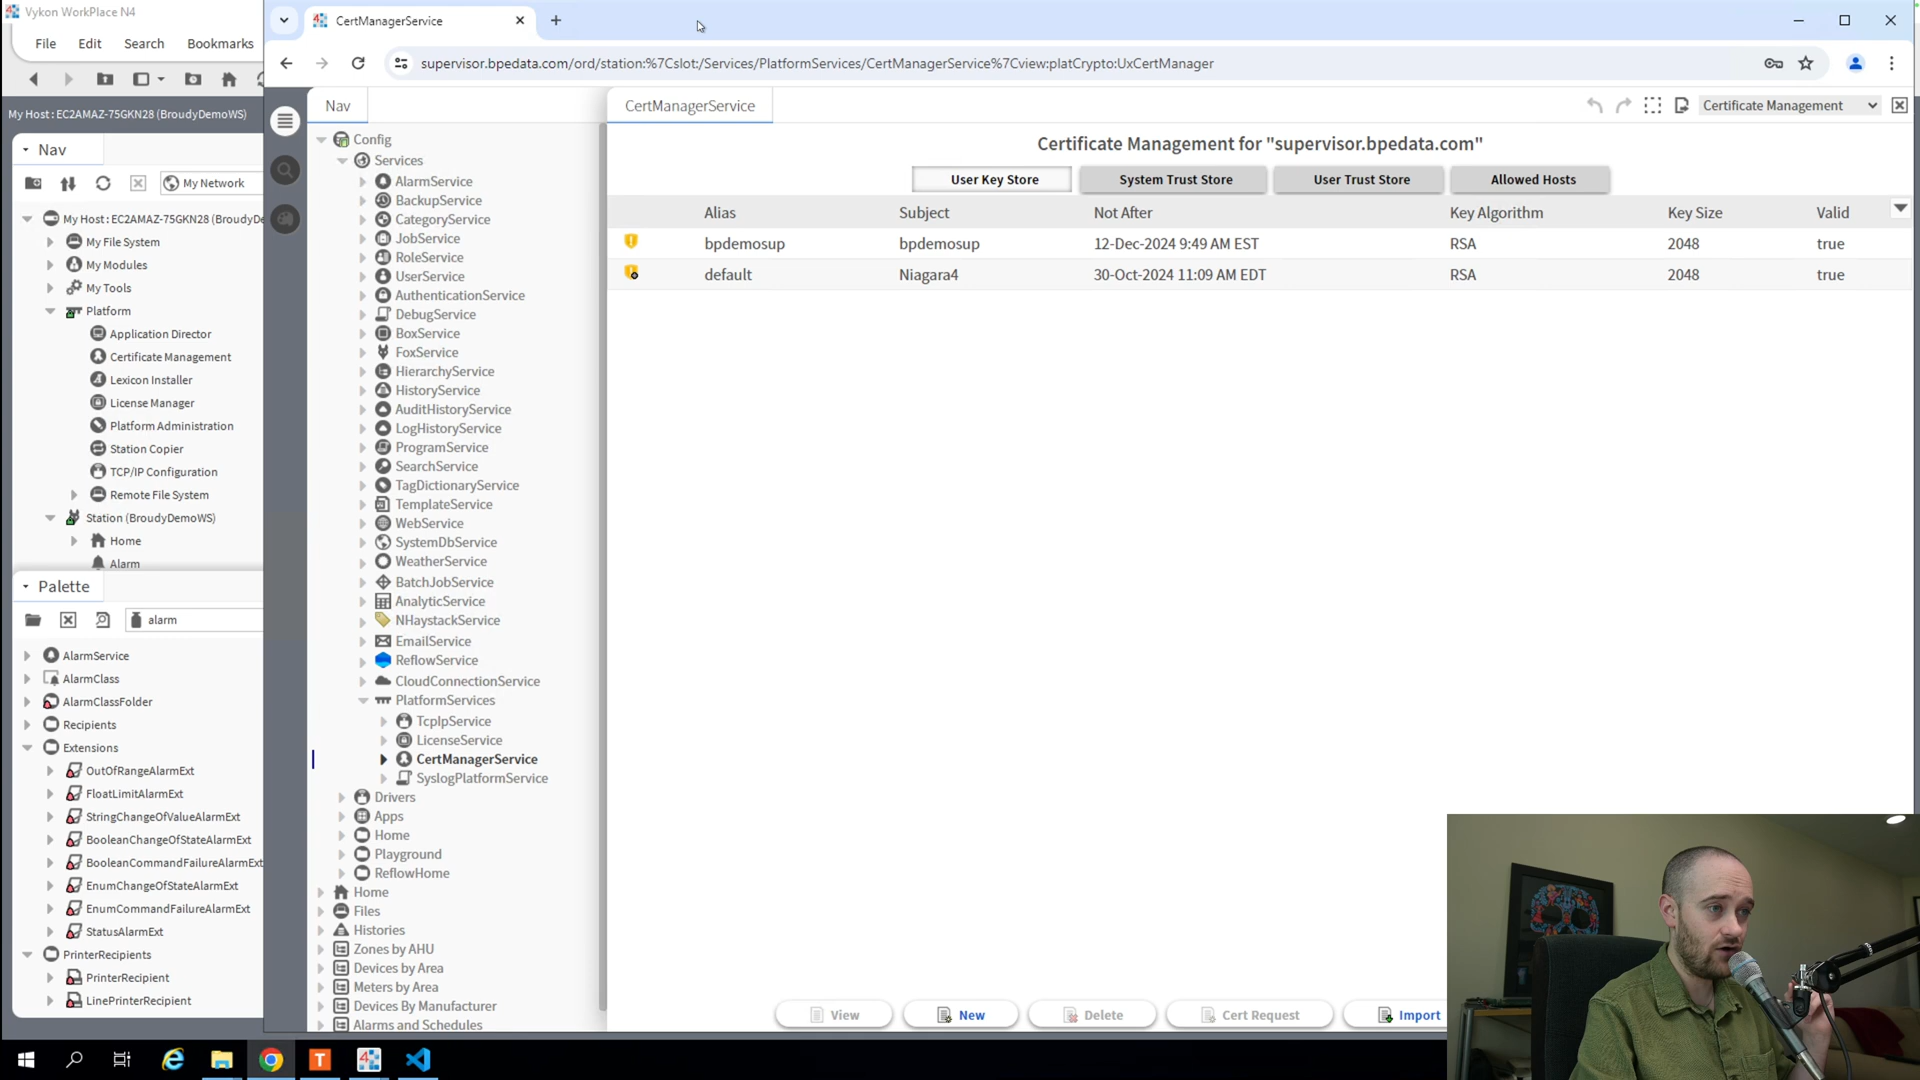 Vykon WorkPlace N4
File Edit Search Bookmarks
My Host : EC2AMAZ-75GKN28 (BroudyDemoWS)
Nav
My Network
My Host : EC2AMAZ-75GKN28 (BroudyDe
My File System
My Modules
My Tools
Platform
Application Director
Certificate Management
Lexicon Installer
License Manager
Platform Administration
Station Copier
TCP/IP Configuration
Remote File System
Station (BroudyDemoWS)
Home
Alarm
Palette
alarm
AlarmService
AlarmClass
AlarmClassFolder
Recipients
Extensions
OutOfRangeAlarmExt
FloatLimitAlarmExt
StringChangeOfValueAlarmExt
BooleanChangeOfStateAlarmExt
BooleanCommandFailureAlarmExt
EnumChangeOfStateAlarmExt
EnumCommandFailureAlarmExt
StatusAlarmExt
PrinterRecipients
PrinterRecipient
LinePrinterRecipient
CertManagerService
supervisor.bpedata.com/ord/station:%7Cslot:/Services/PlatformServices/CertManagerService%7Cview:platCrypto:UxCertManager
Nav
Config
Services
AlarmService
BackupService
CategoryService
JobService
RoleService
UserService
AuthenticationService
DebugService
BoxService
FoxService
HierarchyService
HistoryService
AuditHistoryService
LogHistoryService
ProgramService
SearchService
TagDictionaryService
TemplateService
WebService
SystemDbService
WeatherService
BatchJobService
AnalyticService
NHaystackService
EmailService
ReflowService
CloudConnectionService
PlatformServices
TcpIpService
LicenseService
CertManagerService
SyslogPlatformService
Drivers
Apps
Home
Playground
ReflowHome
Home
Files
Histories
Zones by AHU
Devices by Area
Meters by Area
Devices By Manufacturer
Alarms and Schedules
CertManagerService
Certificate Management
Certificate Management for "supervisor.bpedata.com"
User Key Store System Trust Store User Trust Store Allowed Hosts
Alias Subject Not After Key Algorithm Key Size Valid
bpdemosup bpdemosup 12-Dec-2024 9:49 AM EST RSA 2048 true
default Niagara4 30-Oct-2024 11:09 AM EDT RSA 2048 true
View New Delete Cert Request Import
T